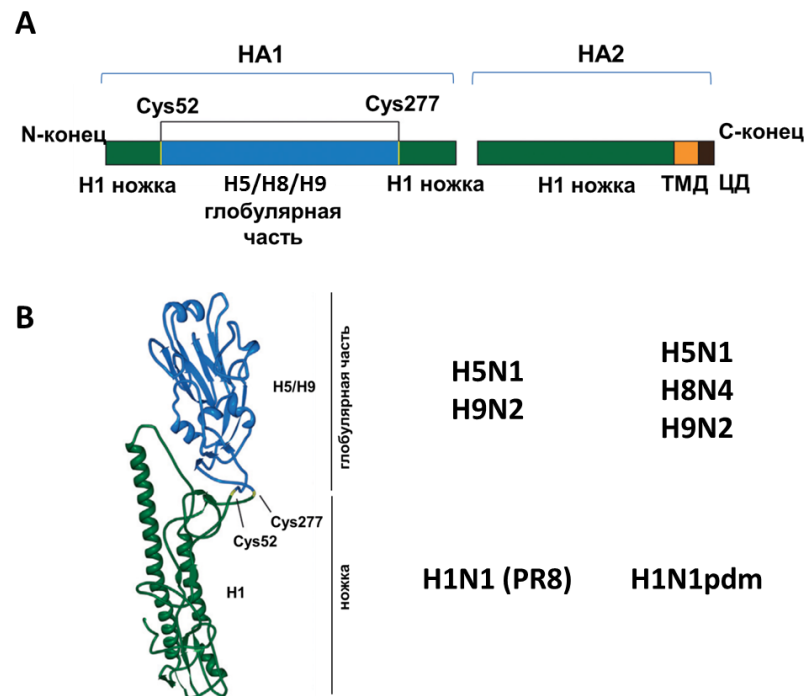 A
HA1
HA2
Cys52
Cys277
N-конец
C-конец
H1 ножка
H5/H8/H9
глобулярная
часть
H1 ножка
H1 ножка
ТМД
ЦД
B
H5/H9
глобулярная часть
H5N1
H9N2
H5N1
H8N4
H9N2
Cys277
Cys52
H1
ножка
H1N1 (PR8)
H1N1pdm